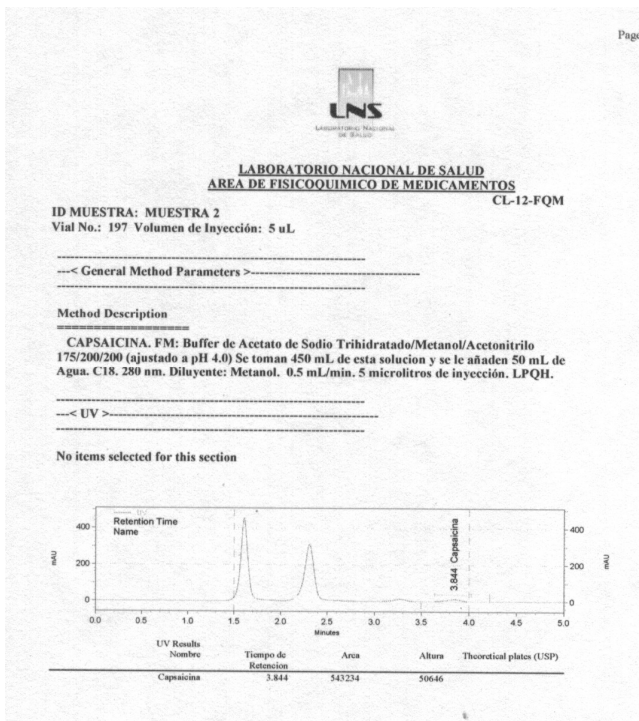 Page
LNS
LABORATORIO NACIONAL
DE SALUD
LABORATORIO NACIONAL DE SALUD
AREA DE FISICOQUIMICO DE MEDICAMENTOS
CL-12-FQM
ID MUESTRA: MUESTRA 2
Vial No.: 197 Volumen de Inyección: 5 uL
---< General Method Parameters >---
Method Description
CAPSAICINA. FM: Buffer de Acetato de Sodio Trihidratado/Metanol/Acetonitrilo
175/200/200 (ajustado a pH 4.0) Se toman 450 mL de esta solucion y se le añaden 50 mL de
Agua. C18. 280 nm. Diluyente: Metanol. 0.5 mL/min. 5 microlitros de inyección. LPQH.
---< UV >---
No items selected for this section
UV
Retention Time
Name
3.844 Capsaicina
mAU
400
200
0
400
200
0
mAU
0.0 0.5 1.0 1.5 2.0 2.5 3.0 3.5 4.0 4.5 5.0
Minutes
UV Results
Nombre Tiempo de Retencion Area Altura Theoretical plates (USP)
Capsaicina 3.844 543234 50646